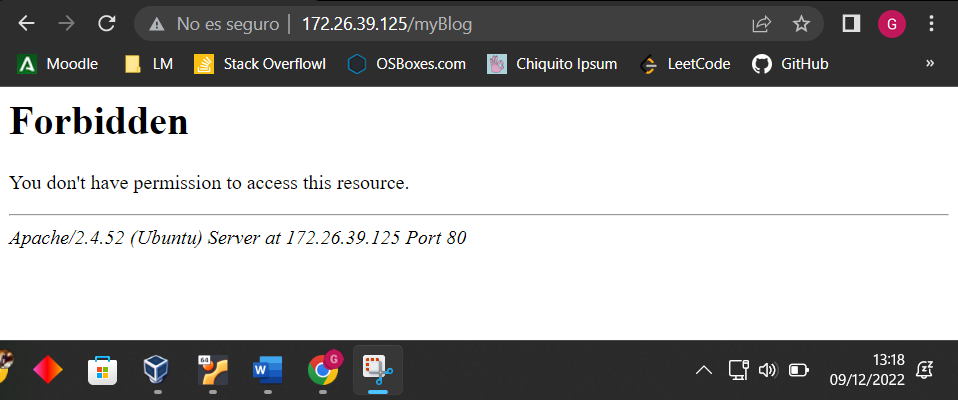 No es seguro | 172.26.39.125/myBlog
G
Moodle LM Stack Overflowl OSBoxes.com Chiquito Ipsum LeetCode GitHub »
Forbidden
You don't have permission to access this resource.
Apache/2.4.52 (Ubuntu) Server at 172.26.39.125 Port 80
64
W
G
13:18
09/12/2022